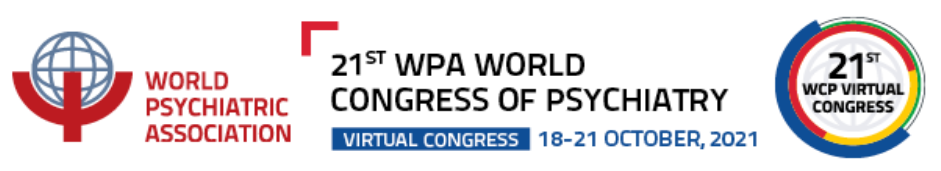 WORLD
PSYCHIATRIC
ASSOCIATION
21ST WPA WORLD
CONGRESS OF PSYCHIATRY
VIRTUAL CONGRESS 18-21 OCTOBER, 2021
21ST
WCP VIRTUAL
CONGRESS